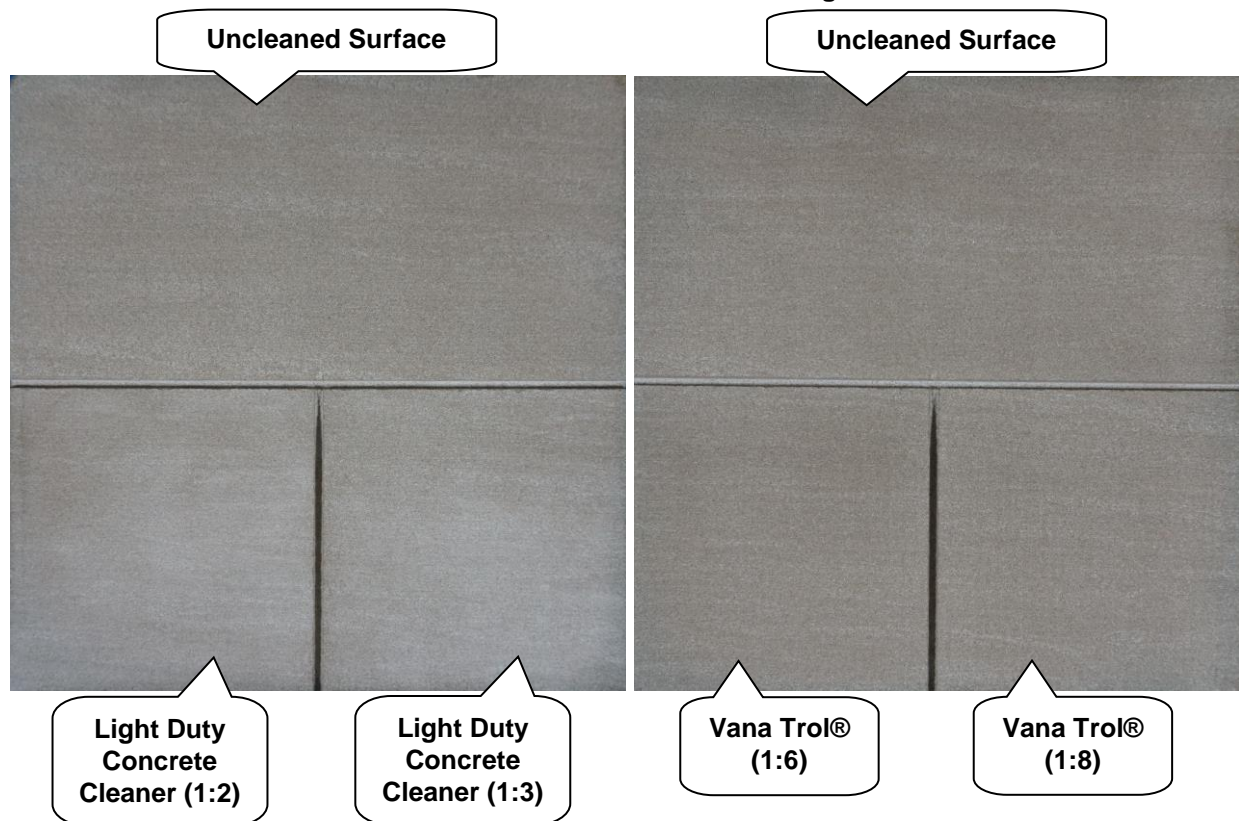 Uncleaned Surface
Uncleaned Surface
Light Duty
Concrete
Cleaner (1:2)
Light Duty
Concrete
Cleaner (1:3)
Vana Trol®
(1:6)
Vana Trol®
(1:8)